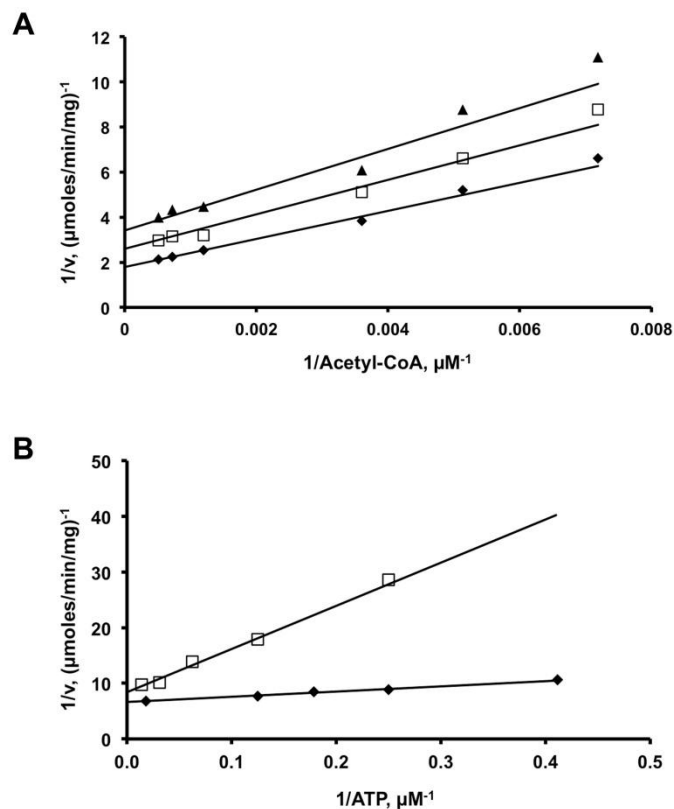 A
12
10
8
6
4
2
0
1/v, (µmoles/min/mg)⁻¹
0 0.002 0.004 0.006 0.008
1/Acetyl-CoA, µM⁻¹
B
50
40
30
20
10
0
1/v, (µmoles/min/mg)⁻¹
0.0 0.1 0.2 0.3 0.4 0.5
1/ATP, µM⁻¹